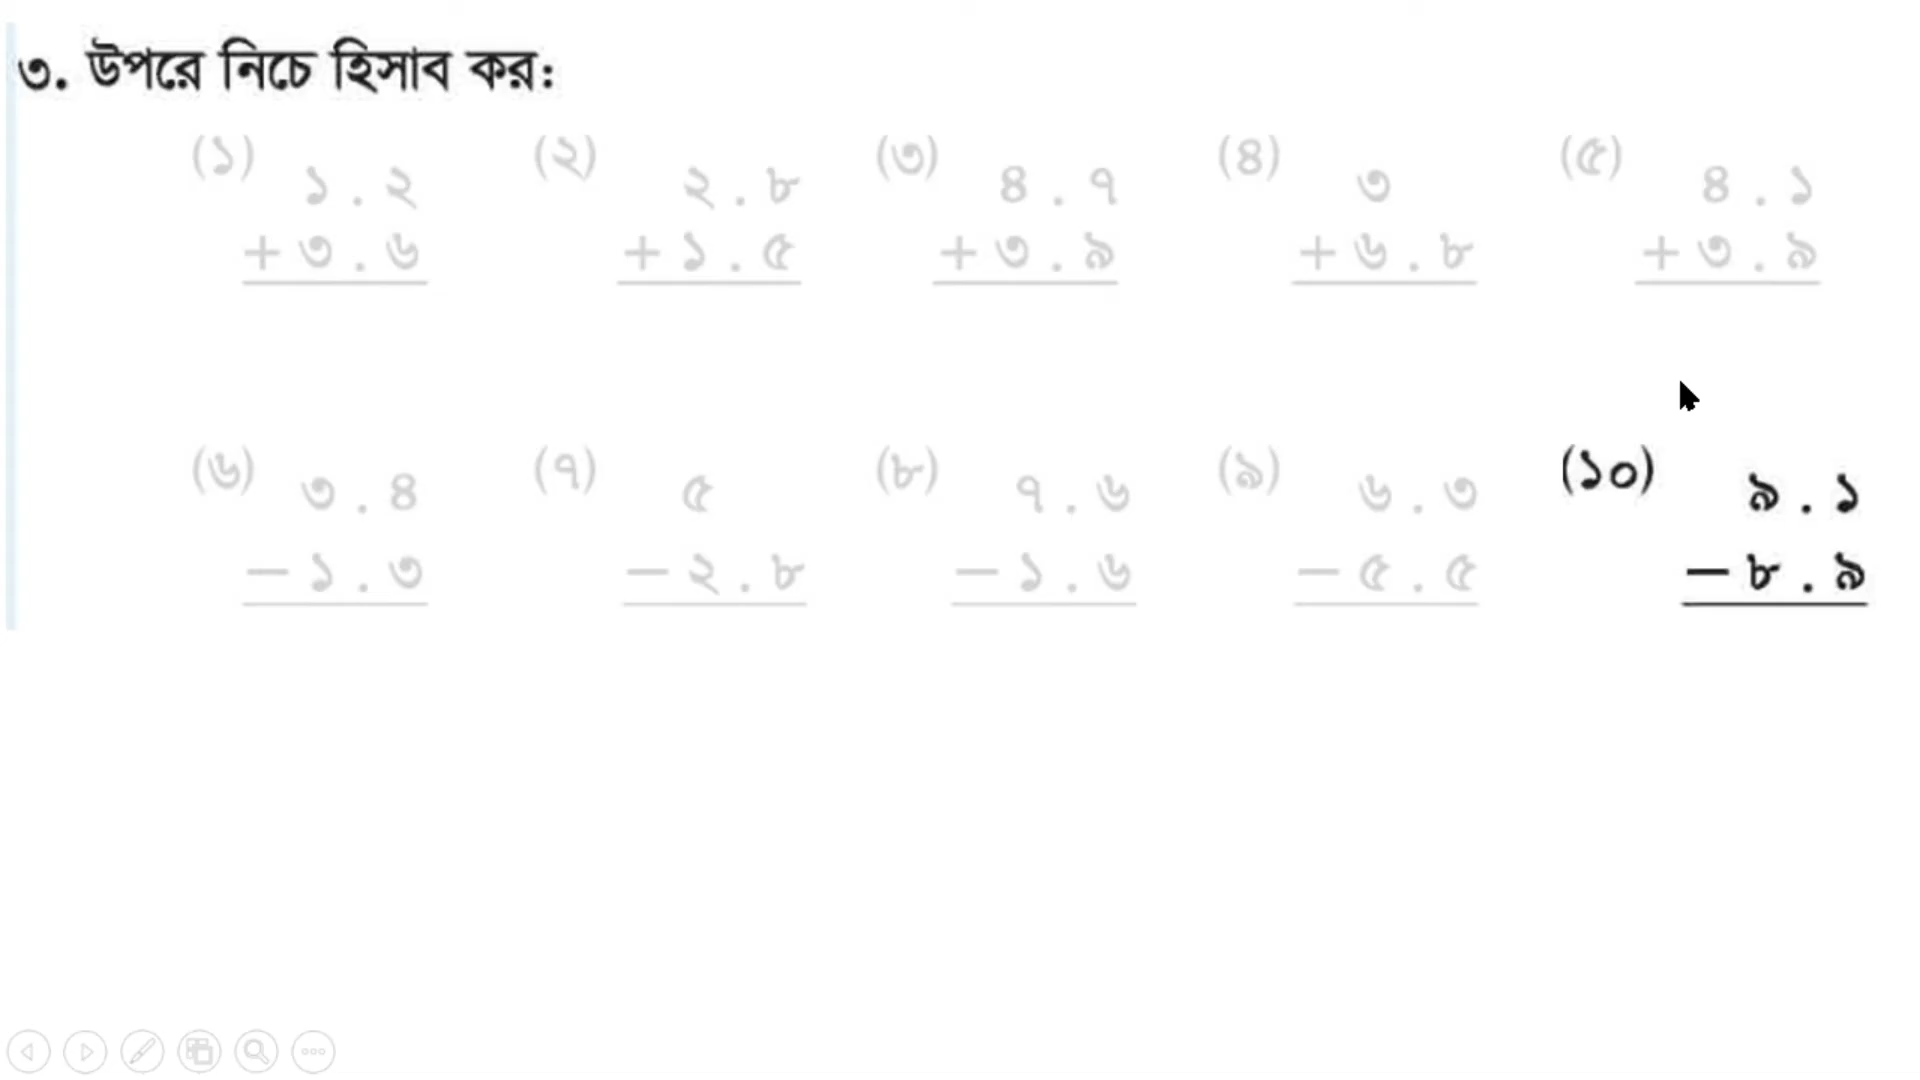 ৩. উপরে নিচে হিসাব কর:
(১) (২) (৩) (৪) (৫)
১.২ ২.৮ ৪.৭ ৩ ৪.১
+৩.৬ +১.৫ +৩.৯ +৬.৮ +৩.৯
(৬) (৭) (৮) (৯) (১০)
৩.৪ ৫ ৭.৬ ৬.৩ ৯.১
−১.৩ −২.৮ −১.৬ −৫.৫ −৮.৯